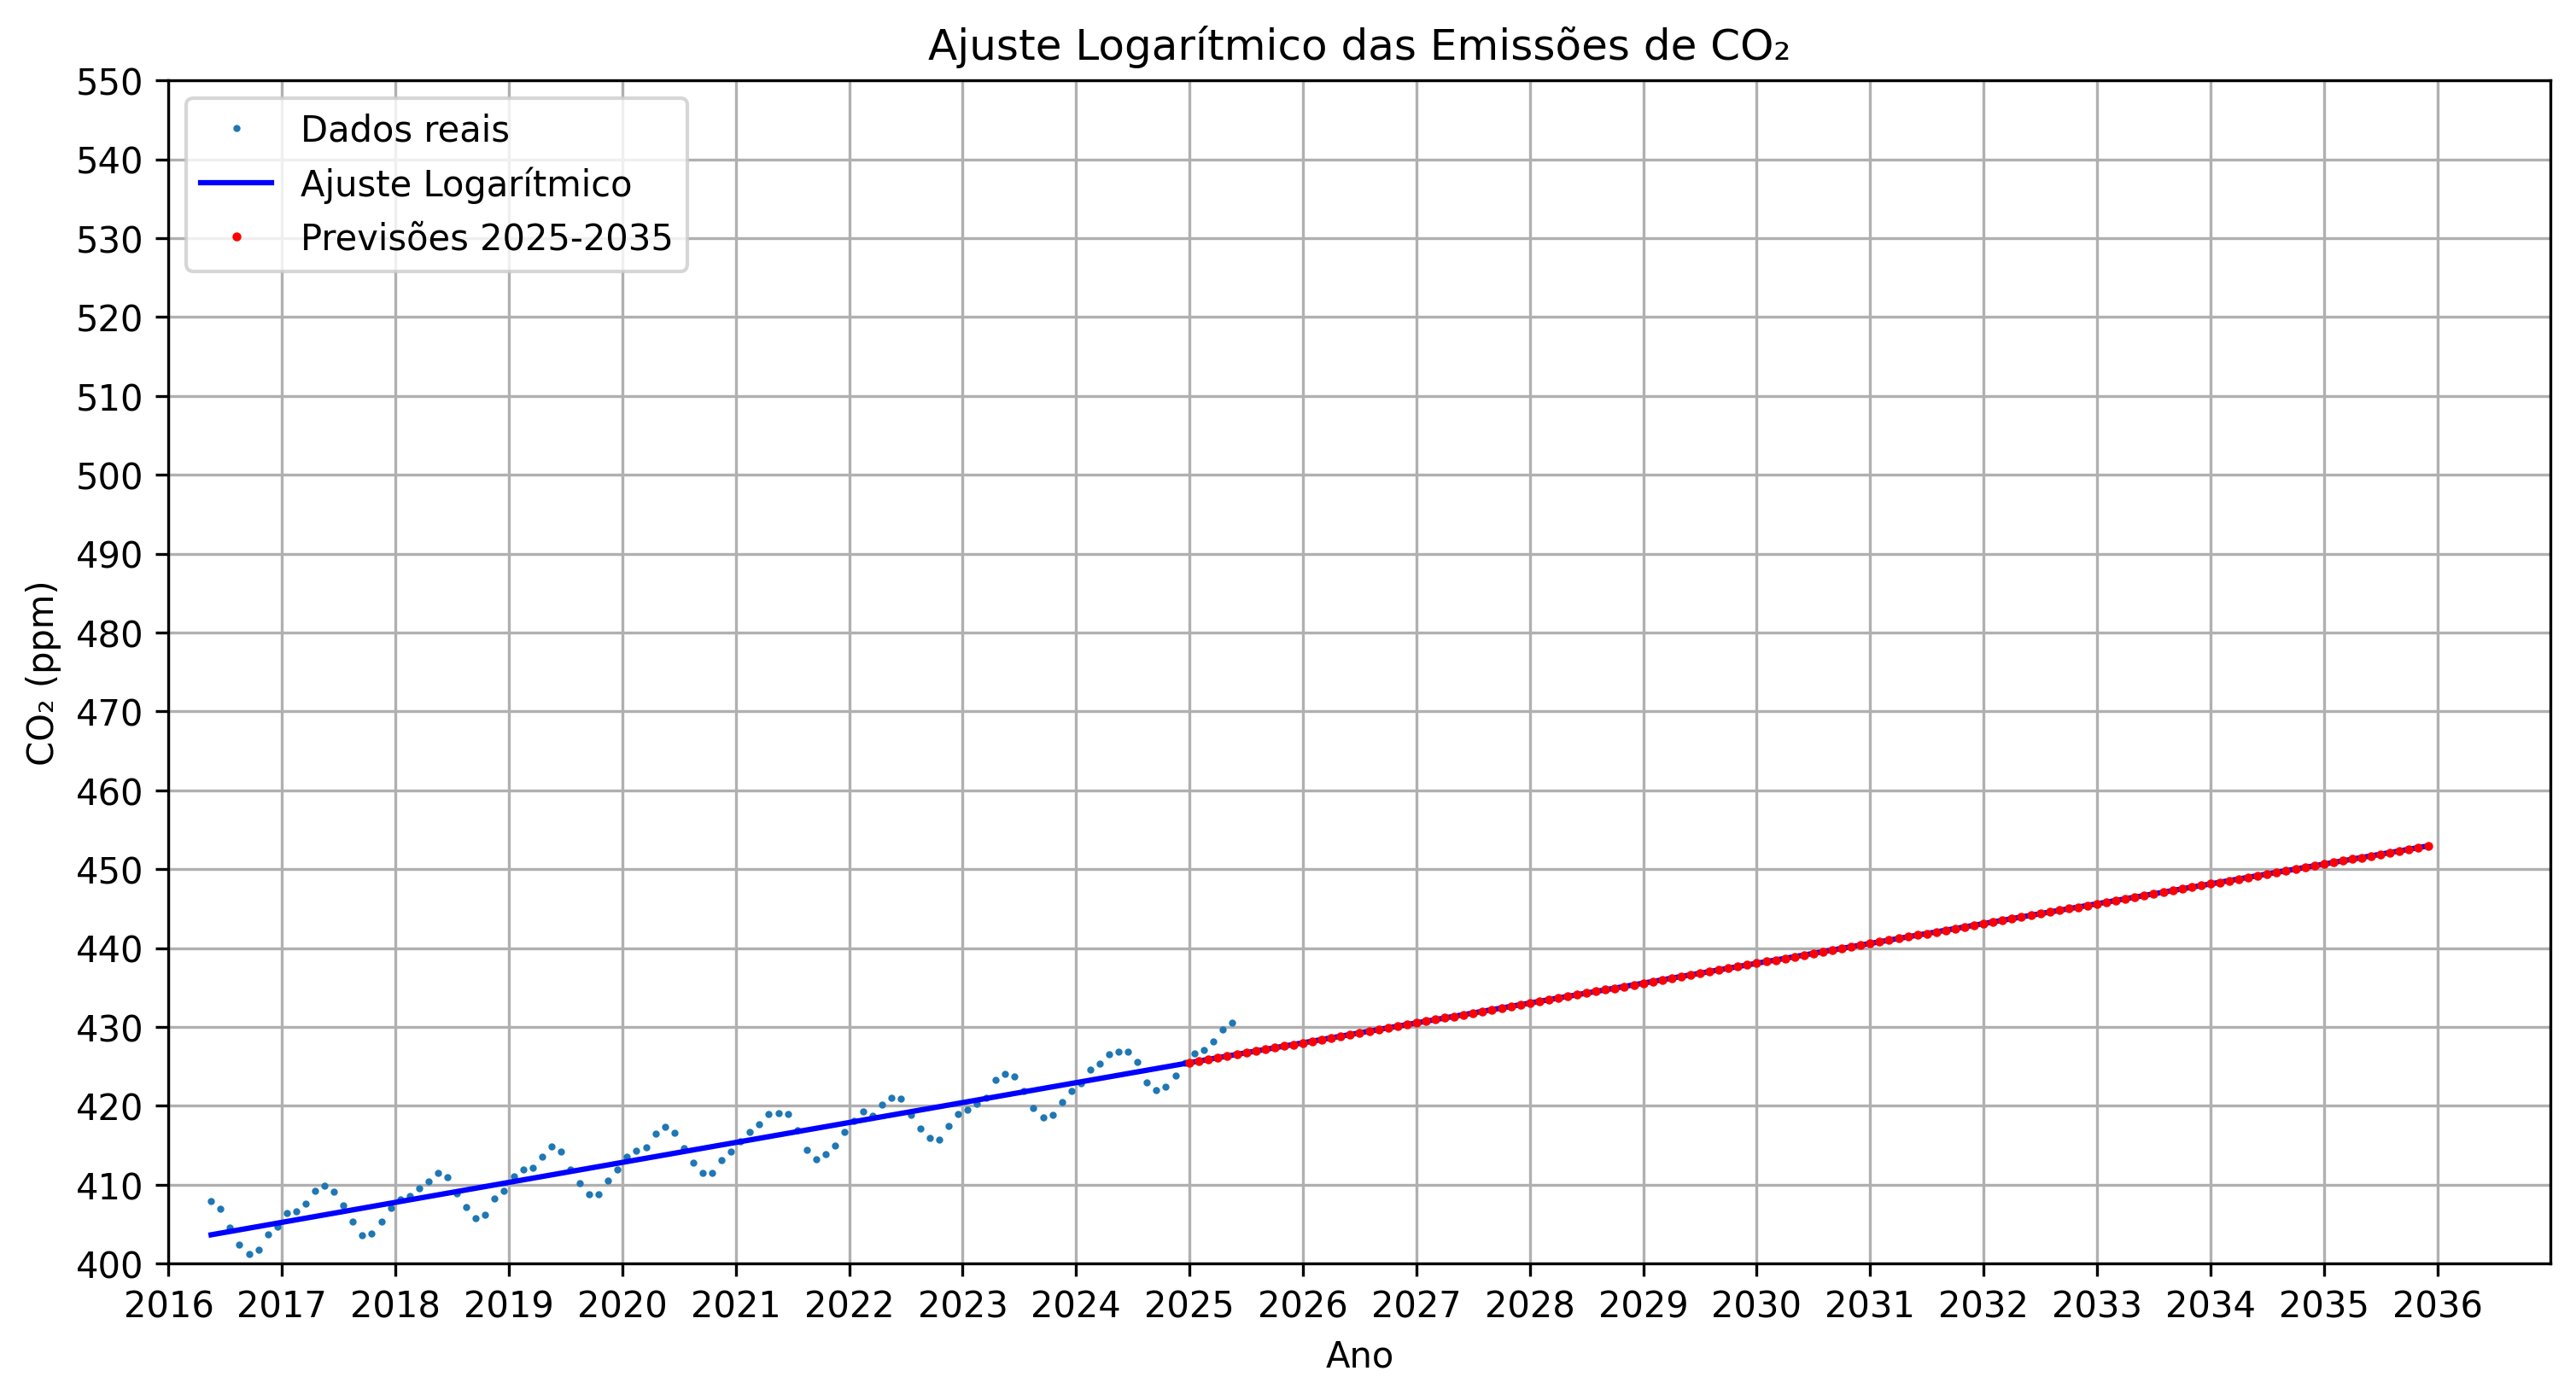 Ajuste Logarítmico das Emissões de CO₂
550
540
530
520
510
500
490
480
470
460
450
440
430
420
410
400
CO₂ (ppm)
Dados reais
Ajuste Logarítmico
Previsões 2025-2035
2016 2017 2018 2019 2020 2021 2022 2023 2024 2025 2026 2027 2028 2029 2030 2031 2032 2033 2034 2035 2036
Ano